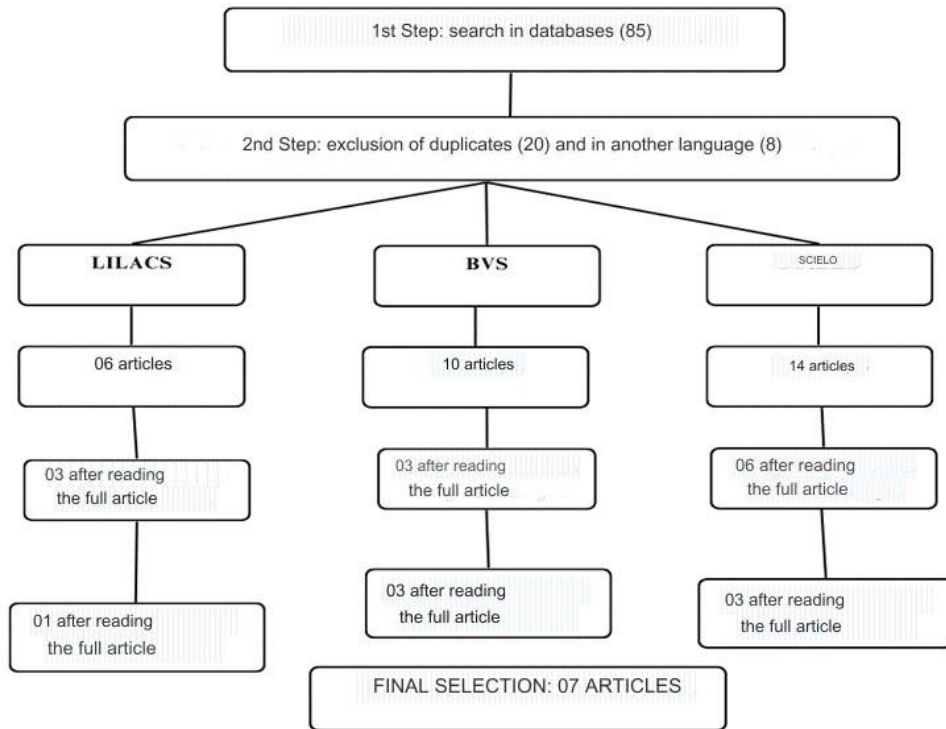 1st Step: search in databases (85)
2nd Step: exclusion of duplicates (20) and in another language (8)
LILACS
BVS
SCIELO
06 articles
10 articles
14 articles
03 after reading
the full article
03 after reading
the full article
06 after reading
the full article
01 after reading
the full article
03 after reading
the full article
03 after reading
the full article
FINAL SELECTION: 07 ARTICLES